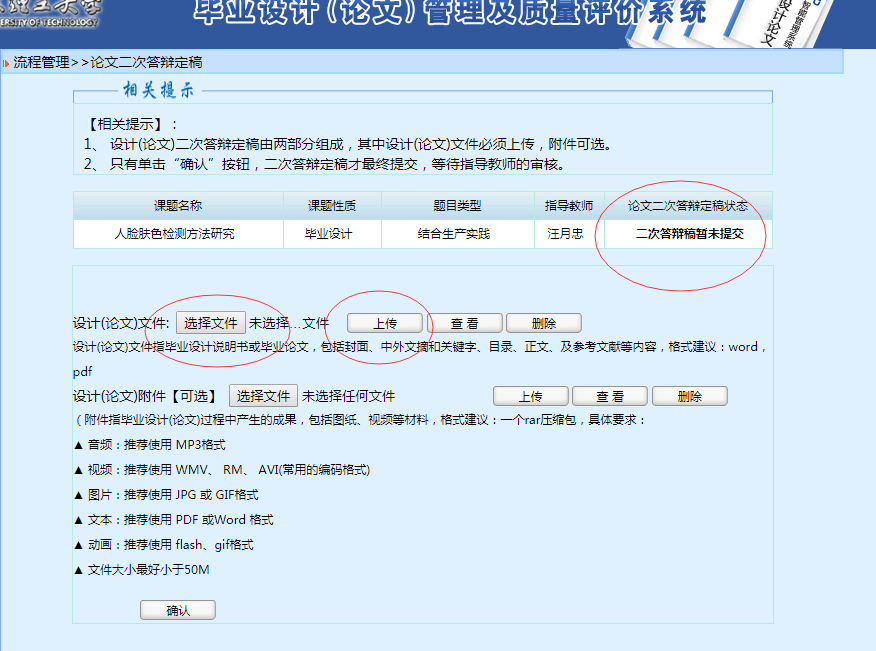 ERSITY OF TECHNOLOGY
毕业设计(论文)管理及质量评价系统
流程管理>>论文二次答辩定稿
相关提示
【相关提示】：
1、 设计(论文)二次答辩定稿由两部分组成，其中设计(论文)文件必须上传，附件可选。
2、 只有单击“确认”按钮，二次答辩定稿才最终提交，等待指导教师的审核。
课题名称 课题性质 题目类型 指导教师 论文二次答辩定稿状态
人脸肤色检测方法研究 毕业设计 结合生产实践 汪月忠 二次答辩稿暂未提交
设计(论文)文件: 选择文件 未选择...文件 上传 查 看 删除
设计(论文)文件指毕业设计说明书或毕业论文，包括封面、中外文摘和关键字、目录、正文、及参考文献等内容，格式建议：word，
pdf
设计(论文)附件【可选】 选择文件 未选择任何文件 上传 查 看 删除
（附件指毕业设计(论文)过程中产生的成果，包括图纸、视频等材料，格式建议：一个rar压缩包，具体要求：
▲ 音频：推荐使用 MP3格式
▲ 视频：推荐使用 WMV、 RM、 AVI(常用的编码格式)
▲ 图片：推荐使用 JPG 或 GIF格式
▲ 文本：推荐使用 PDF 或Word 格式
▲ 动画：推荐使用 flash、gif格式
▲ 文件大小最好小于50M
确认